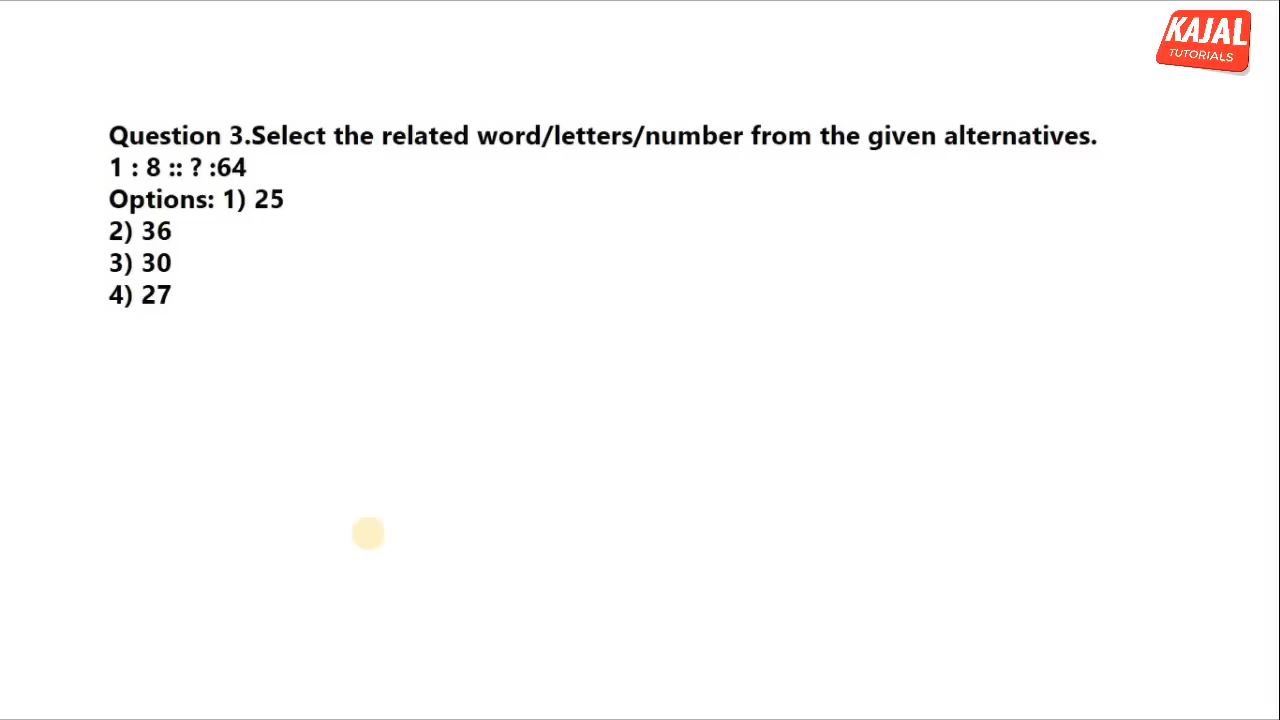 KAJAL
TUTORIALS
Question 3.Select the related word/letters/number from the given alternatives.
1 : 8 :: ? :64
Options: 1) 25
2) 36
3) 30
4) 27